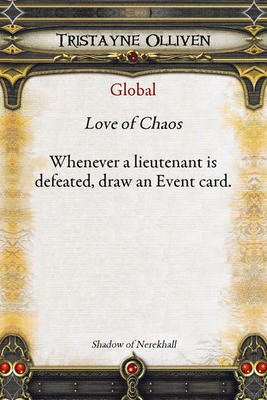 Tristayne Olliven
Global
Love of Chaos
Whenever a lieutenant is
defeated, draw an Event card.
Shadow of Nerekhall